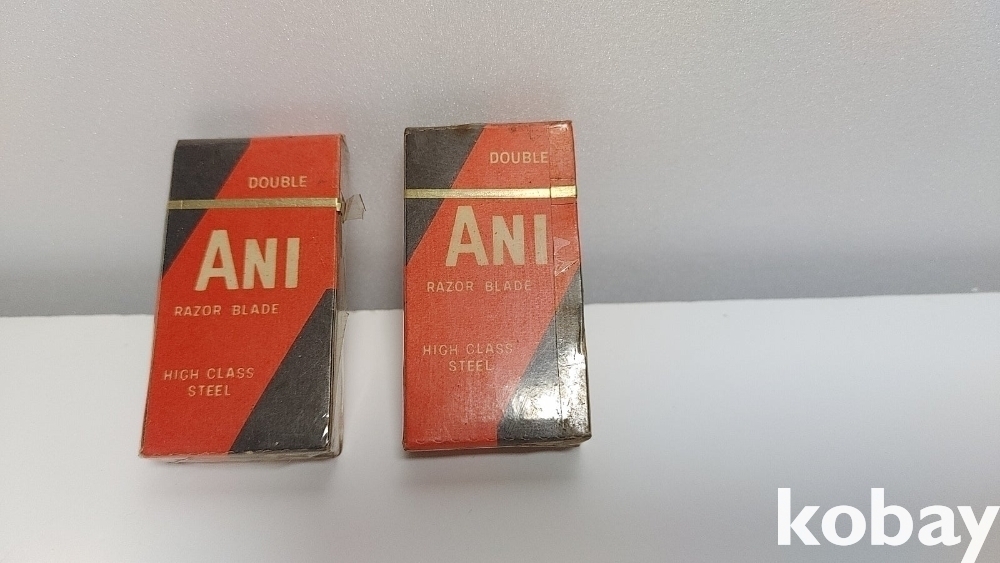 DOUBLE
ANI
RAZOR BLADE
HIGH CLASS
STEEL
DOUBLE
ANI
RAZOR BLADE
HIGH CLASS
STEEL
kobay